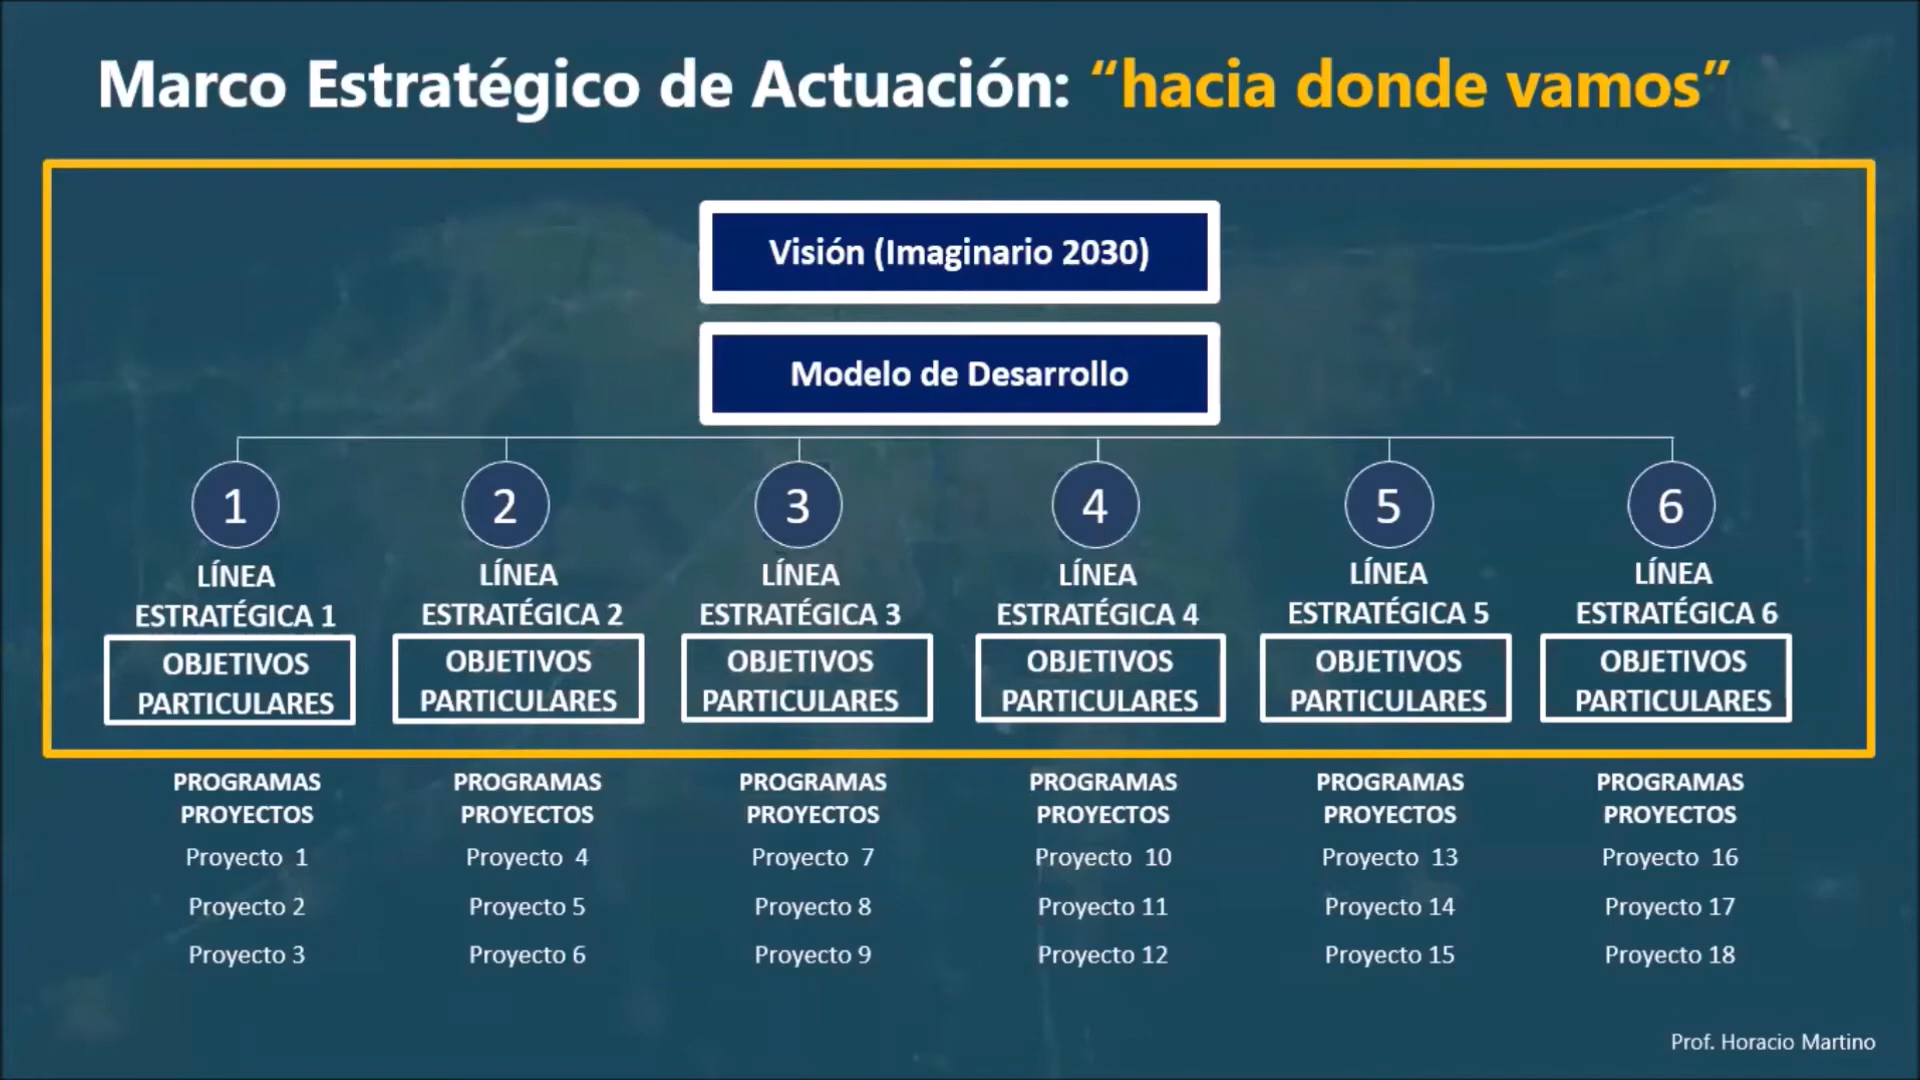 Marco Estratégico de Actuación: “hacia donde vamos”
Visión (Imaginario 2030)
Modelo de Desarrollo
1
LÍNEA
ESTRATÉGICA 1
OBJETIVOS
PARTICULARES
PROGRAMAS
PROYECTOS
Proyecto 1
Proyecto 2
Proyecto 3
2
LÍNEA
ESTRATÉGICA 2
OBJETIVOS
PARTICULARES
PROGRAMAS
PROYECTOS
Proyecto 4
Proyecto 5
Proyecto 6
3
LÍNEA
ESTRATÉGICA 3
OBJETIVOS
PARTICULARES
PROGRAMAS
PROYECTOS
Proyecto 7
Proyecto 8
Proyecto 9
4
LÍNEA
ESTRATÉGICA 4
OBJETIVOS
PARTICULARES
PROGRAMAS
PROYECTOS
Proyecto 10
Proyecto 11
Proyecto 12
5
LÍNEA
ESTRATÉGICA 5
OBJETIVOS
PARTICULARES
PROGRAMAS
PROYECTOS
Proyecto 13
Proyecto 14
Proyecto 15
6
LÍNEA
ESTRATÉGICA 6
OBJETIVOS
PARTICULARES
PROGRAMAS
PROYECTOS
Proyecto 16
Proyecto 17
Proyecto 18
Prof. Horacio Martino